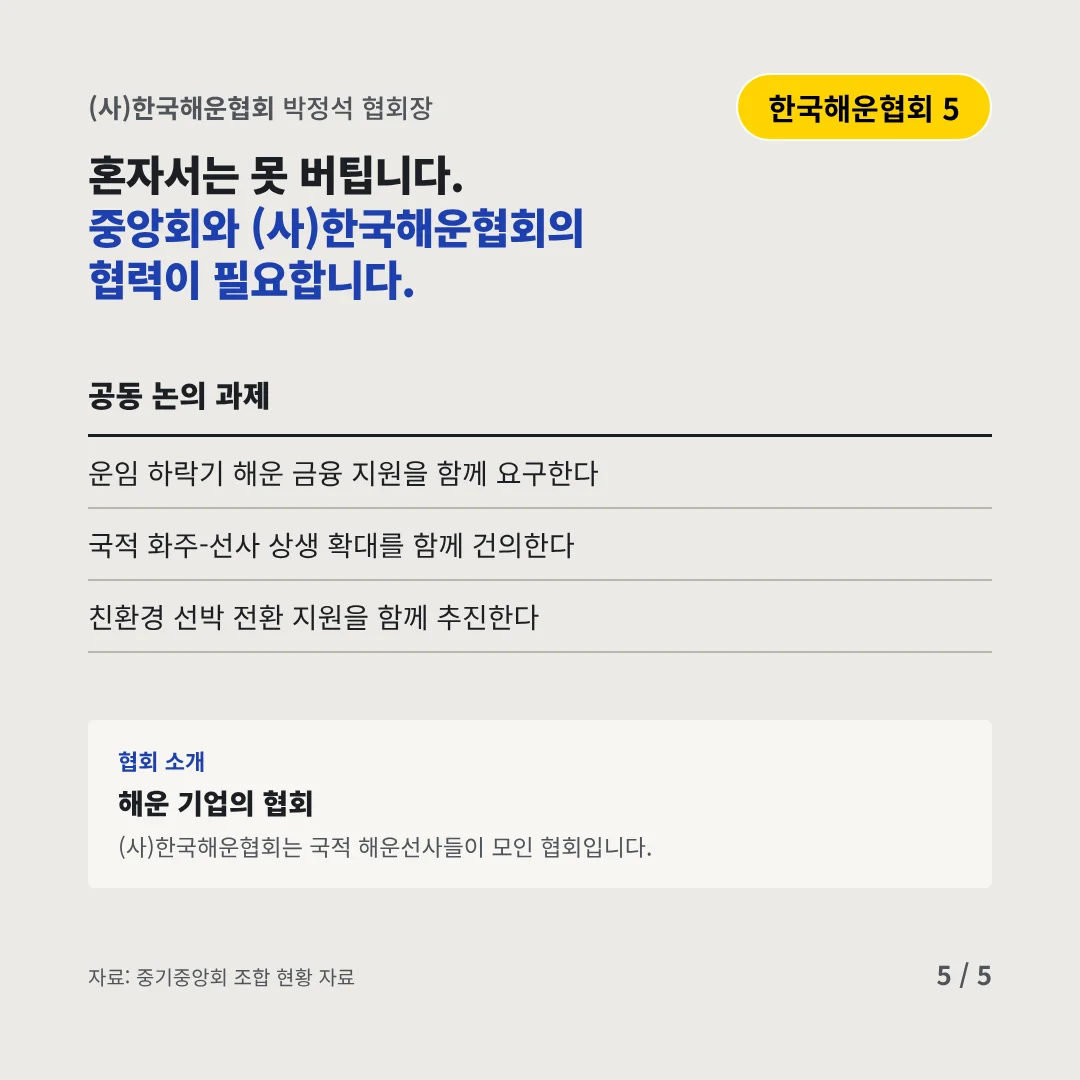 (사)한국해운협회 박정석 협회장
한국해운협회 5
혼자서는 못 버팁니다.
중앙회와 (사)한국해운협회의
협력이 필요합니다.
공동 논의 과제
운임 하락기 해운 금융 지원을 함께 요구한다
국적 화주-선사 상생 확대를 함께 건의한다
친환경 선박 전환 지원을 함께 추진한다
협회 소개
해운 기업의 협회
(사)한국해운협회는 국적 해운선사들이 모인 협회입니다.
자료: 중기중앙회 조합 현황 자료
5 / 5